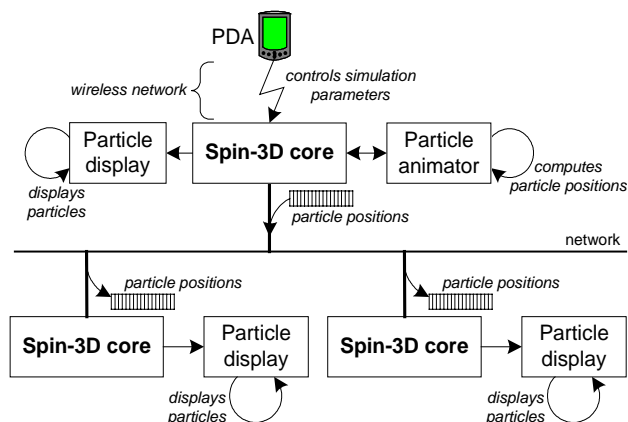 PDA
wireless network
controls simulation
parameters
Particle
display
Spin-3D core
Particle
animator
displays
particles
computes
particle positions
particle positions
network
particle positions
particle positions
Spin-3D core
Particle
display
Spin-3D core
Particle
display
displays
particles
displays
particles